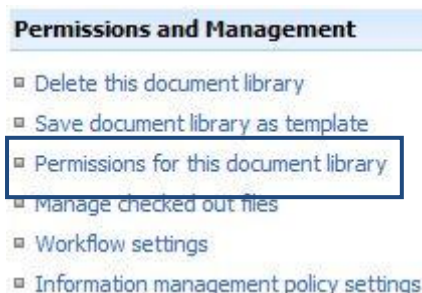 Permissions and Management
Delete this document library
Save document library as template
Permissions for this document library
Manage checked out files
Workflow settings
Information management policy settings